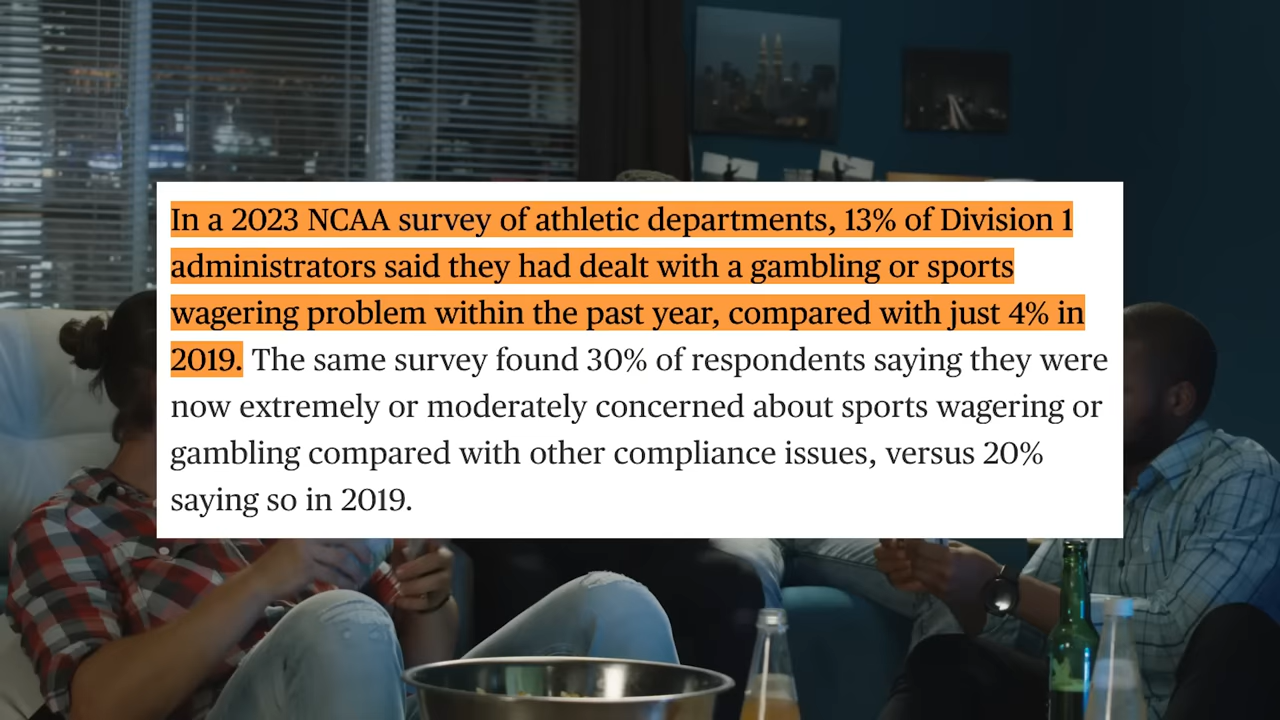 In a 2023 NCAA survey of athletic departments, 13% of Division 1
administrators said they had dealt with a gambling or sports
wagering problem within the past year, compared with just 4% in
2019. The same survey found 30% of respondents saying they were
now extremely or moderately concerned about sports wagering or
gambling compared with other compliance issues, versus 20%
saying so in 2019.